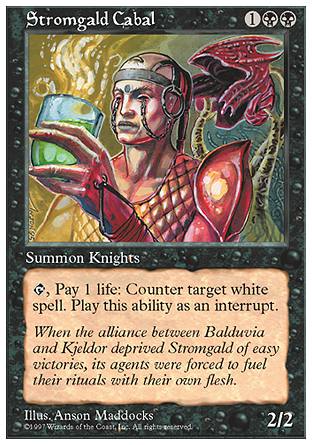 Stromgald Cabal 1
Summon Knights
, Pay 1 life: Counter target white
spell. Play this ability as an interrupt.
When the alliance between Balduvia
and Kjeldor deprived Stromgald of easy
victories, its agents were forced to fuel
their rituals with their own flesh.
Illus. Anson Maddocks
©1997 Wizards of the Coast, Inc. All rights reserved.
2/2